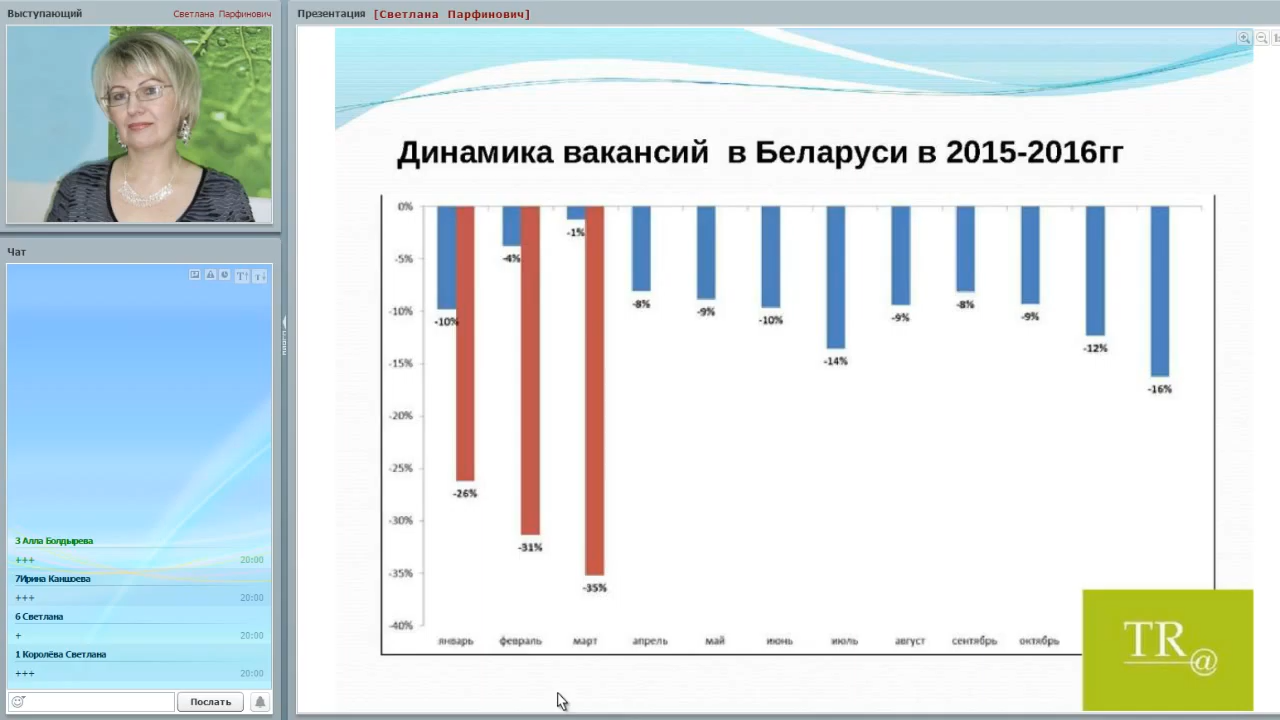 Выступающий
Светлана Парфинович
Чат
3 Алла Болдырева
+++ 20:00
7Ирина Каншоева
+++ 20:00
6 Светлана
+ 20:00
1 Королёва Светлана
+++ 20:00
Послать
Презентация [Светлана Парфинович]
Динамика вакансий в Беларуси в 2015-2016гг
0%
-5%
-10%
-15%
-20%
-25%
-30%
-35%
-40%
-10%
-26%
-4%
-31%
-1%
-35%
-8%
-9%
-10%
-14%
-9%
-8%
-9%
-12%
-16%
январь февраль март апрель май июнь июль август сентябрь октябрь
TR
@